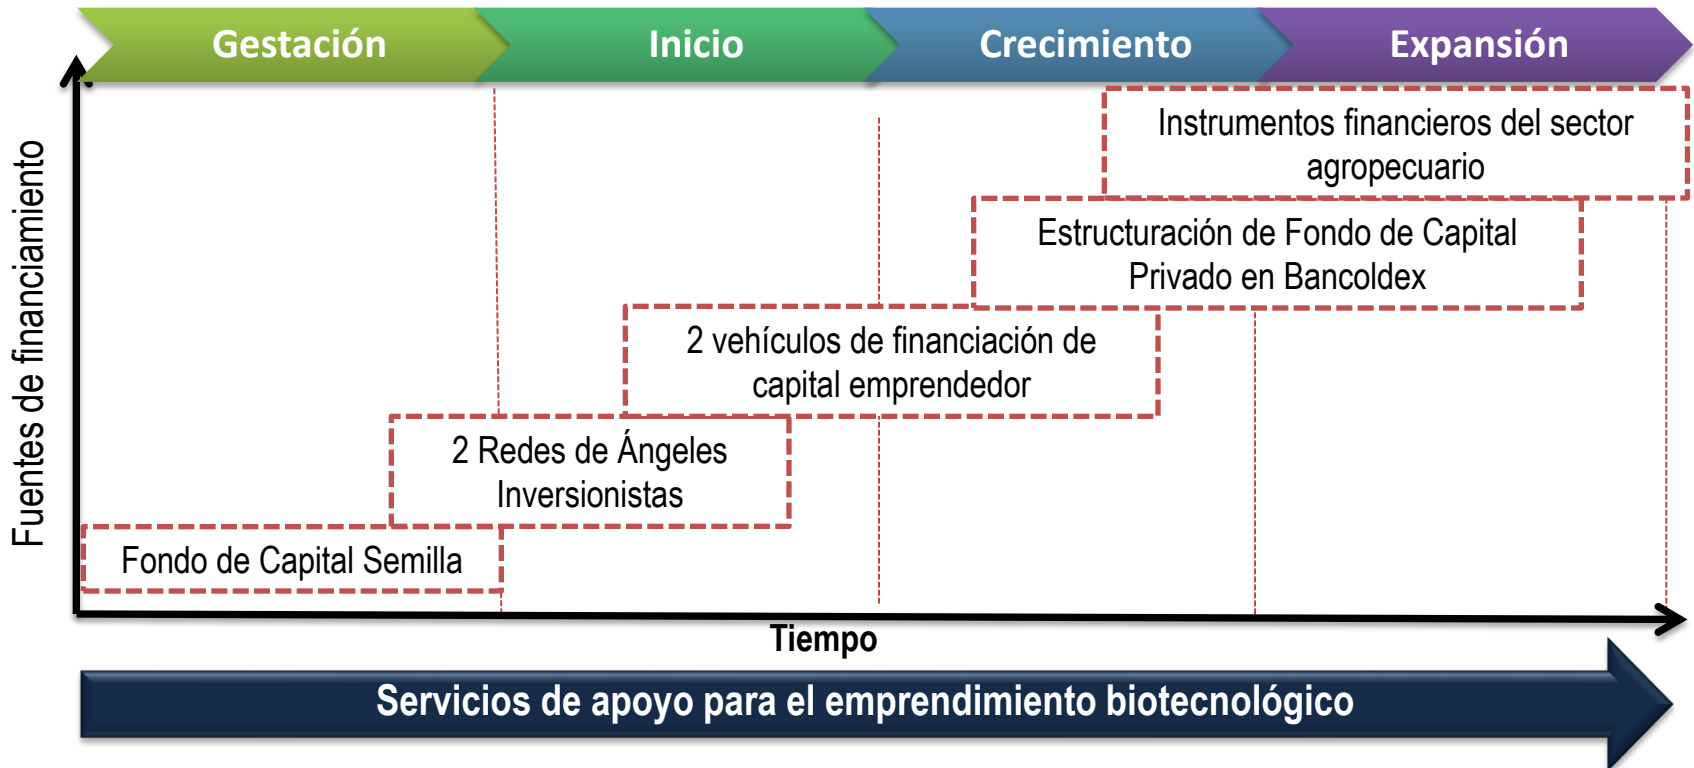 Gestación
Inicio
Crecimiento
Expansión
Fuentes de financiamiento
Instrumentos financieros del sector
agropecuario
Estructuración de Fondo de Capital
Privado en Bancoldex
2 vehículos de financiación de
capital emprendedor
2 Redes de Ángeles
Inversionistas
Fondo de Capital Semilla
Tiempo
Servicios de apoyo para el emprendimiento biotecnológico